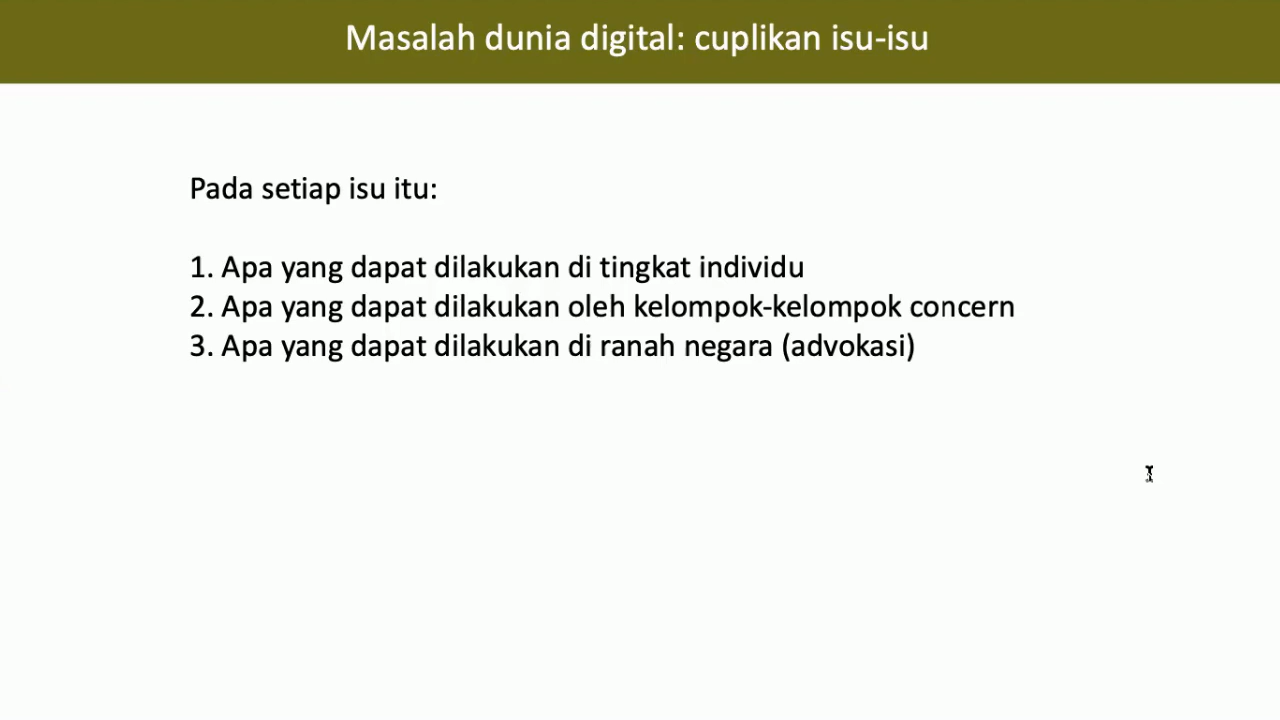 Masalah dunia digital: cuplikan isu-isu
Pada setiap isu itu:
1. Apa yang dapat dilakukan di tingkat individu
2. Apa yang dapat dilakukan oleh kelompok-kelompok concern
3. Apa yang dapat dilakukan di ranah negara (advokasi)